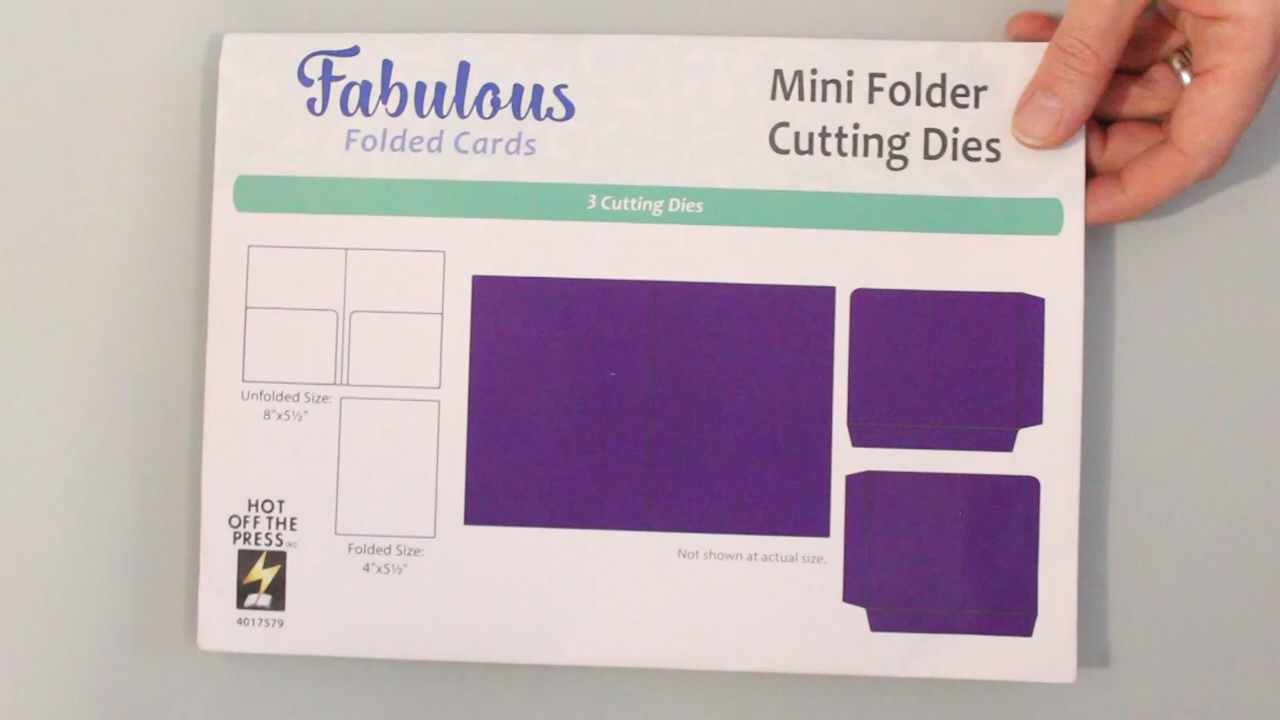 Fabulous
Folded Cards
Mini Folder
Cutting Dies
3 Cutting Dies
Unfolded Size:
8"x5½"
Folded Size:
4"x5½"
Not shown at actual size.
HOT
OFF THE
PRESS INC.
4017579